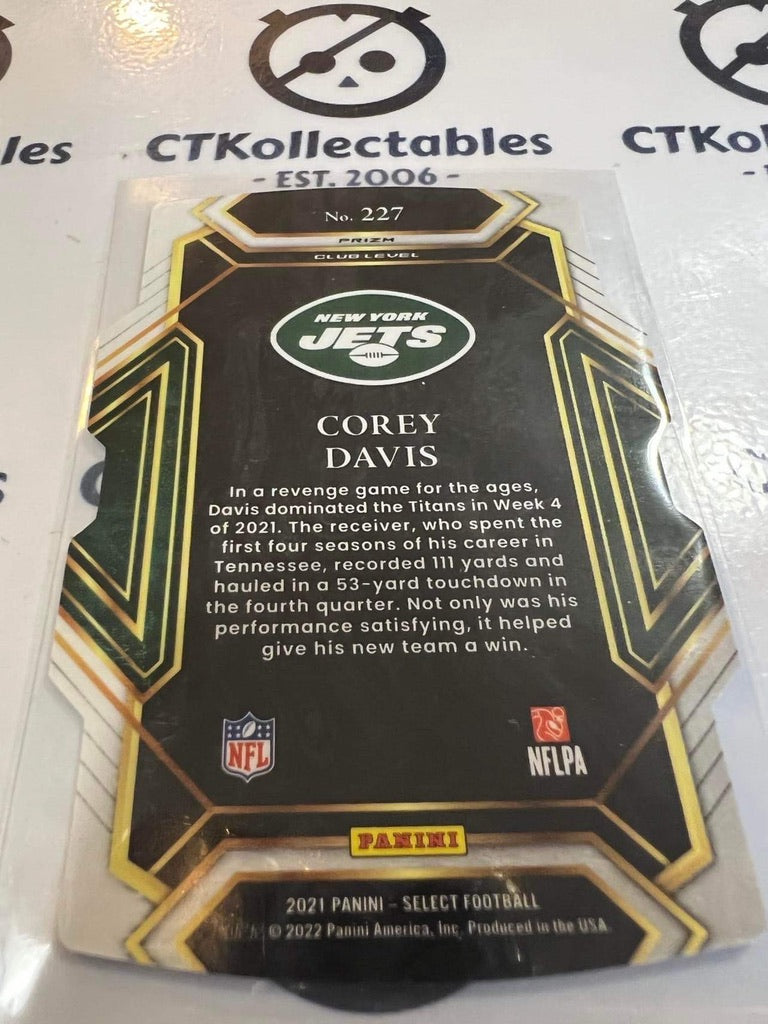 les
CTKollectables
CTKo
- EST. 2006 -
No. 227
PRIZM
CLUB LEVEL
NEW YORK
JETS
COREY
DAVIS
In a revenge game for the ages,
Davis dominated the Titans in Week 4
of 2021. The receiver, who spent the
first four seasons of his career in
Tennessee, recorded 111 yards and
hauled in a 53-yard touchdown in
the fourth quarter. Not only was his
performance satisfying, it helped
give his new team a win.
NFL
NFLPA
PANINI
2021 PANINI - SELECT FOOTBALL
© 2022 Panini America, Inc. Produced in the USA.